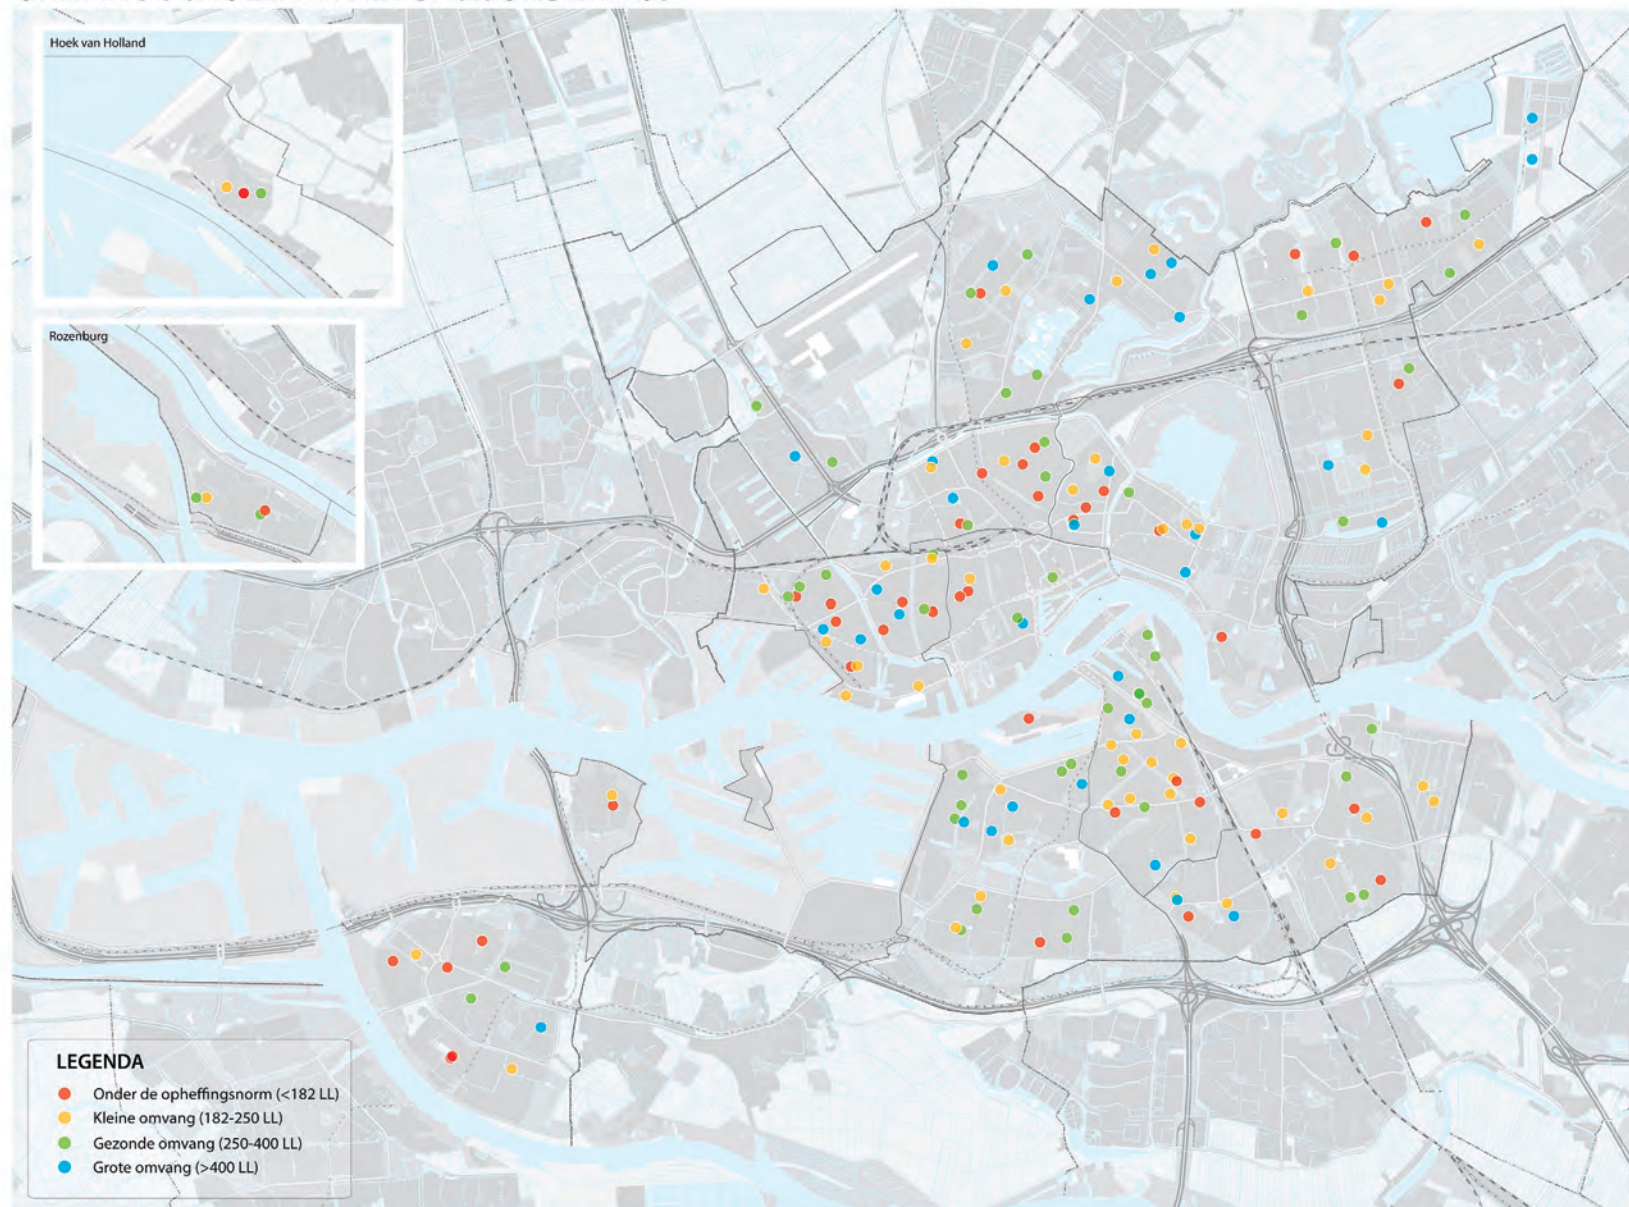 Hoek van Holland
Rozenburg
LEGENDA
Onder de opheffingsnorm (<182 LL)
Kleine omvang (182-250 LL)
Gezonde omvang (250-400 LL)
Grote omvang (>400 LL)